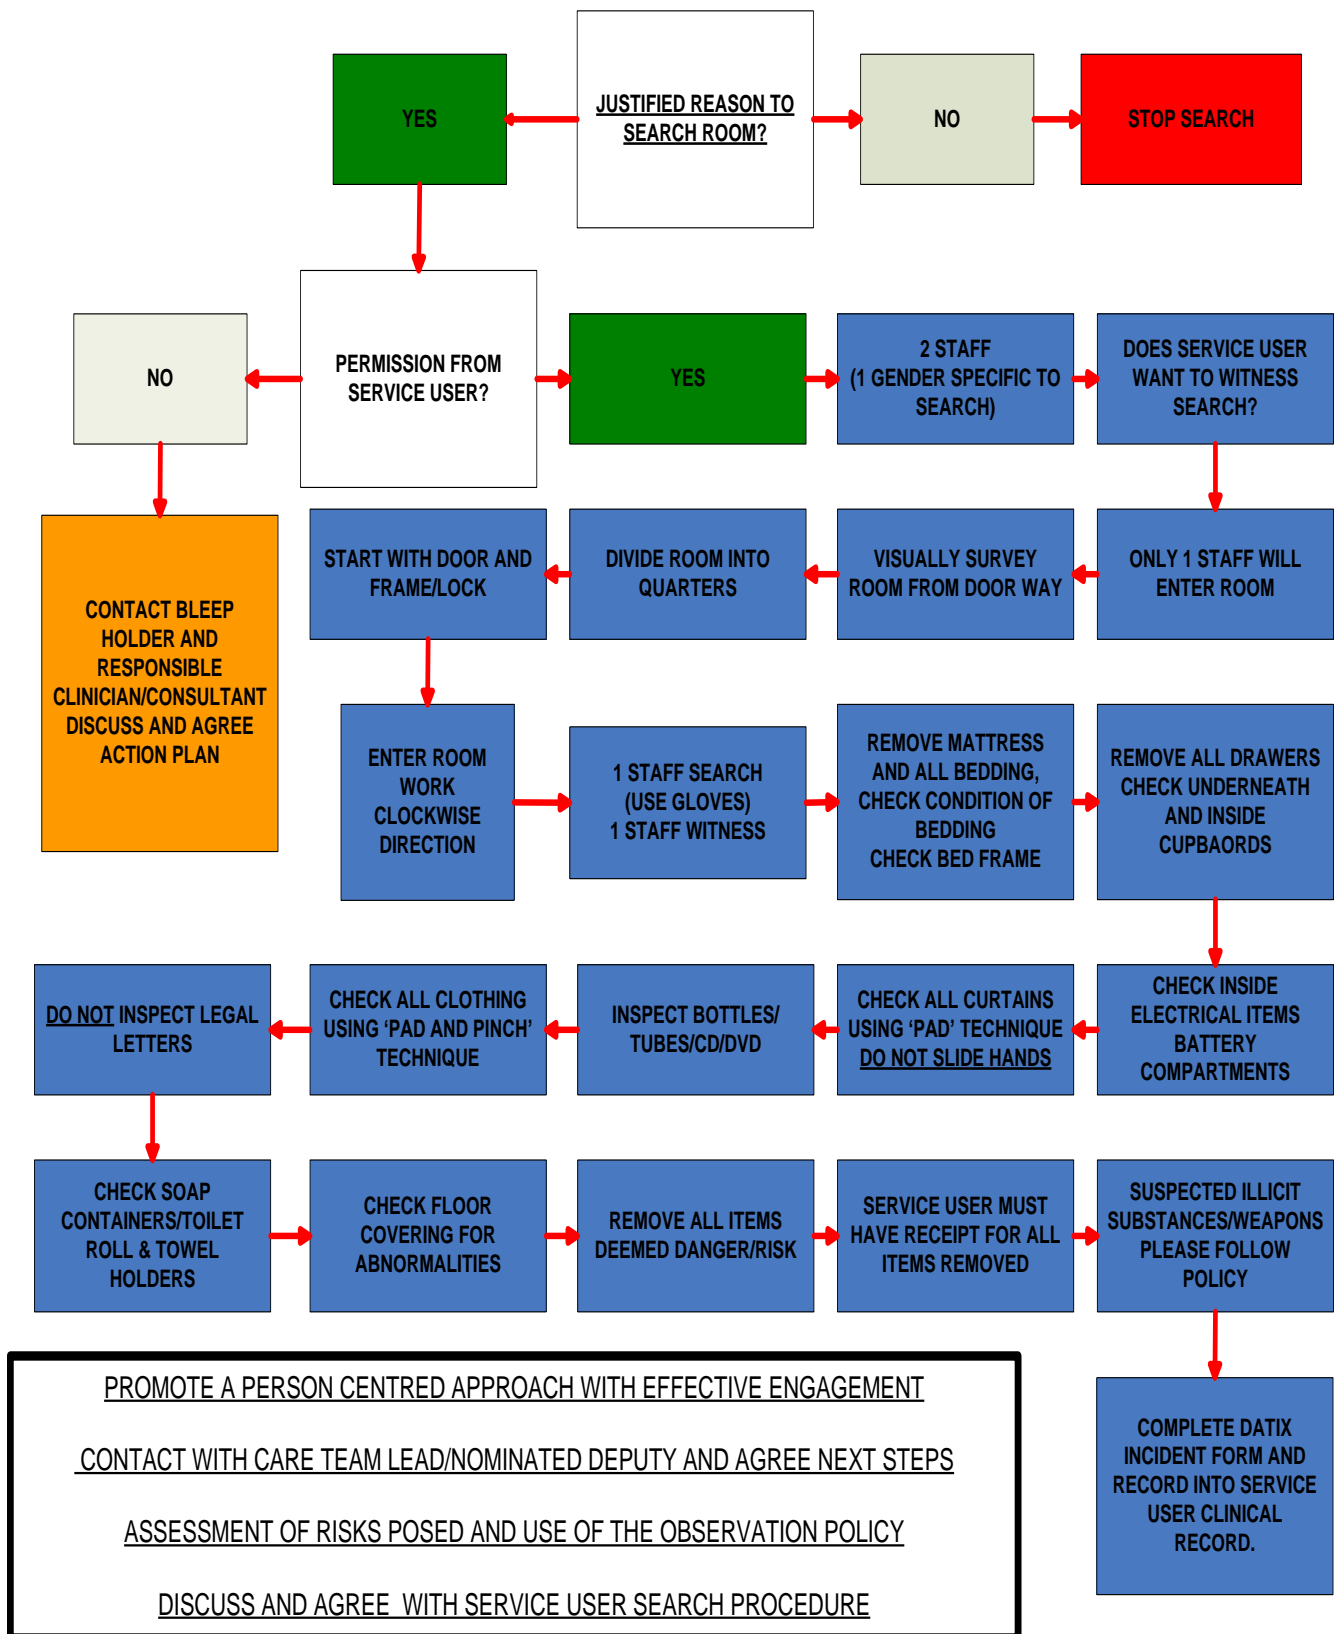 JUSTIFIED REASON TO
SEARCH ROOM?
YES
NO
STOP SEARCH
PERMISSION FROM
SERVICE USER?
NO
YES
2 STAFF
(1 GENDER SPECIFIC TO
SEARCH)
DOES SERVICE USER
WANT TO WITNESS
SEARCH?
CONTACT BLEEP
HOLDER AND
RESPONSIBLE
CLINICIAN/CONSULTANT
DISCUSS AND AGREE
ACTION PLAN
ONLY 1 STAFF WILL
ENTER ROOM
VISUALLY SURVEY
ROOM FROM DOOR WAY
DIVIDE ROOM INTO
QUARTERS
START WITH DOOR AND
FRAME/LOCK
ENTER ROOM
WORK
CLOCKWISE
DIRECTION
1 STAFF SEARCH
(USE GLOVES)
1 STAFF WITNESS
REMOVE MATTRESS
AND ALL BEDDING,
CHECK CONDITION OF
BEDDING
CHECK BED FRAME
REMOVE ALL DRAWERS
CHECK UNDERNEATH
AND INSIDE
CUPBAORDS
CHECK INSIDE
ELECTRICAL ITEMS
BATTERY
COMPARTMENTS
CHECK ALL CURTAINS
USING ‘PAD’ TECHNIQUE
DO NOT SLIDE HANDS
INSPECT BOTTLES/
TUBES/CD/DVD
CHECK ALL CLOTHING
USING ‘PAD AND PINCH’
TECHNIQUE
DO NOT INSPECT LEGAL
LETTERS
CHECK SOAP
CONTAINERS/TOILET
ROLL & TOWEL
HOLDERS
CHECK FLOOR
COVERING FOR
ABNORMALITIES
REMOVE ALL ITEMS
DEEMED DANGER/RISK
SERVICE USER MUST
HAVE RECEIPT FOR ALL
ITEMS REMOVED
SUSPECTED ILLICIT
SUBSTANCES/WEAPONS
PLEASE FOLLOW
POLICY
COMPLETE DATIX
INCIDENT FORM AND
RECORD INTO SERVICE
USER CLINICAL
RECORD.
PROMOTE A PERSON CENTRED APPROACH WITH EFFECTIVE ENGAGEMENT
CONTACT WITH CARE TEAM LEAD/NOMINATED DEPUTY AND AGREE NEXT STEPS
ASSESSMENT OF RISKS POSED AND USE OF THE OBSERVATION POLICY
DISCUSS AND AGREE WITH SERVICE USER SEARCH PROCEDURE